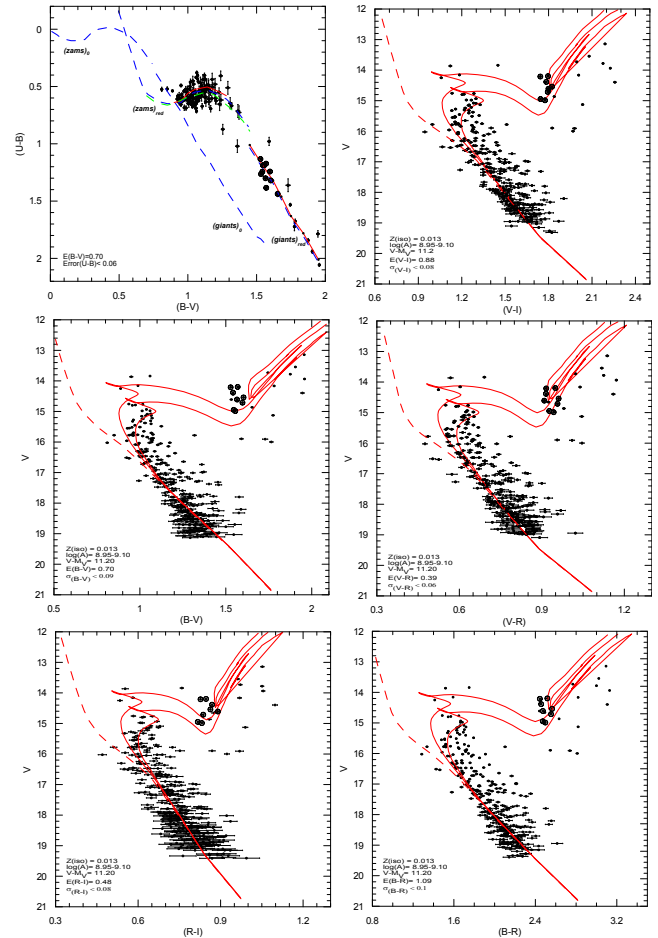 0
0.5
1
1.5
2
(U-B)
(zams)0
(zams)red
(giants)0
(giants)red
E(B-V)=0.70
Error(U-B)< 0.06
0 0.5 1 1.5 2
(B-V)
12
13
14
15
16
17
18
19
20
21
V
Z(iso) = 0.013
log(A) = 8.95-9.10
V-MV= 11.2
E(V-I)= 0.88
σ(V-I) < 0.08
0.6 0.9 1.2 1.5 1.8 2.1 2.4
(V-I)
12
13
14
15
16
17
18
19
20
21
V
Z(iso) = 0.013
log(A) = 8.95-9.10
V-MV= 11.20
E(B-V)= 0.70
σ(B-V) < 0.09
0.5 1 1.5 2
(B-V)
12
13
14
15
16
17
18
19
20
21
V
Z(iso) = 0.013
log(A) = 8.95-9.10
V-MV= 11.20
E(V-R)= 0.39
σ(V-R) < 0.06
0.3 0.6 0.9 1.2
(V-R)
12
13
14
15
16
17
18
19
20
21
V
Z(iso) = 0.013
log(A) = 8.95-9.10
V-MV= 11.20
E(R-I)= 0.48
σ(R-I) < 0.08
0.3 0.6 0.9 1.2
(R-I)
12
13
14
15
16
17
18
19
20
21
V
Z(iso) = 0.013
log(A) = 8.95-9.10
V-MV= 11.20
E(B-R)= 1.09
σ(B-R) < 0.1
0.8 1.6 2.4 3.2
(B-R)